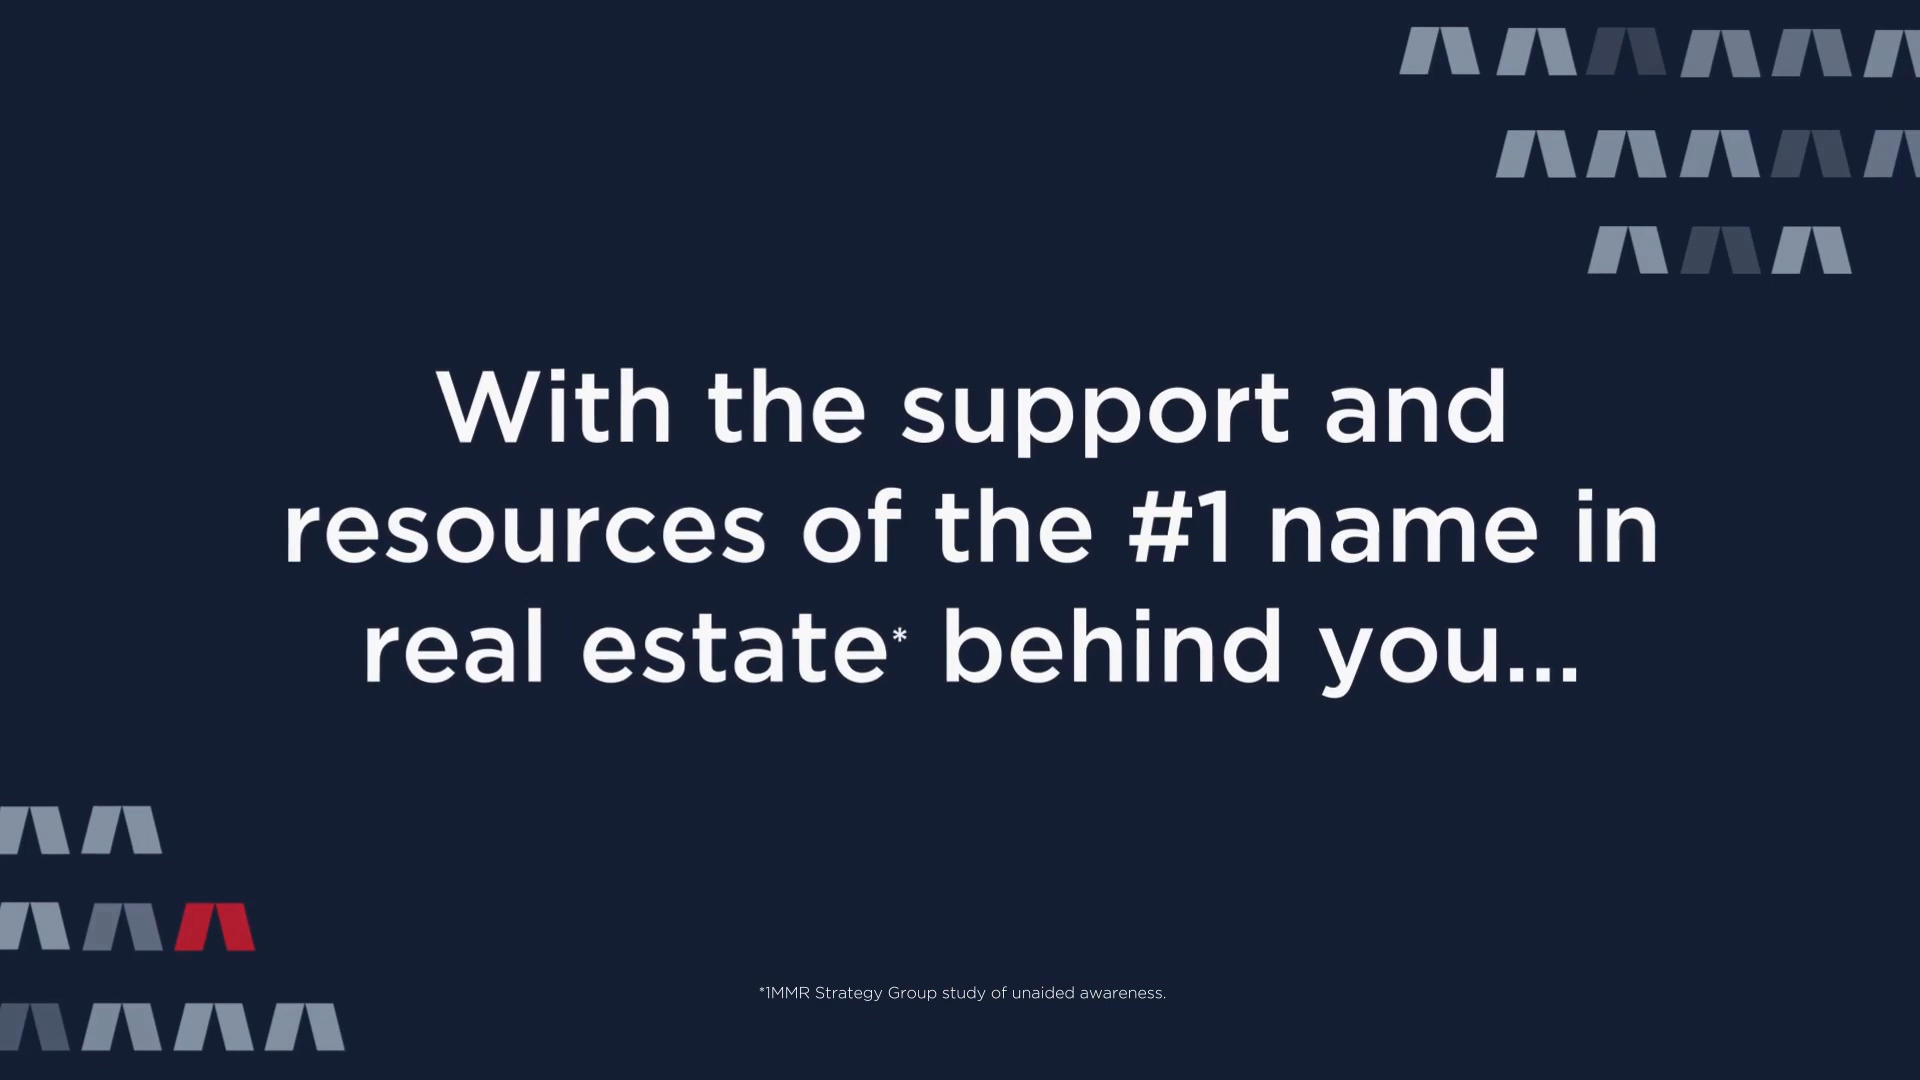 With the support and
resources of the #1 name in
real estate* behind you...
*1MMR Strategy Group study of unaided awareness.